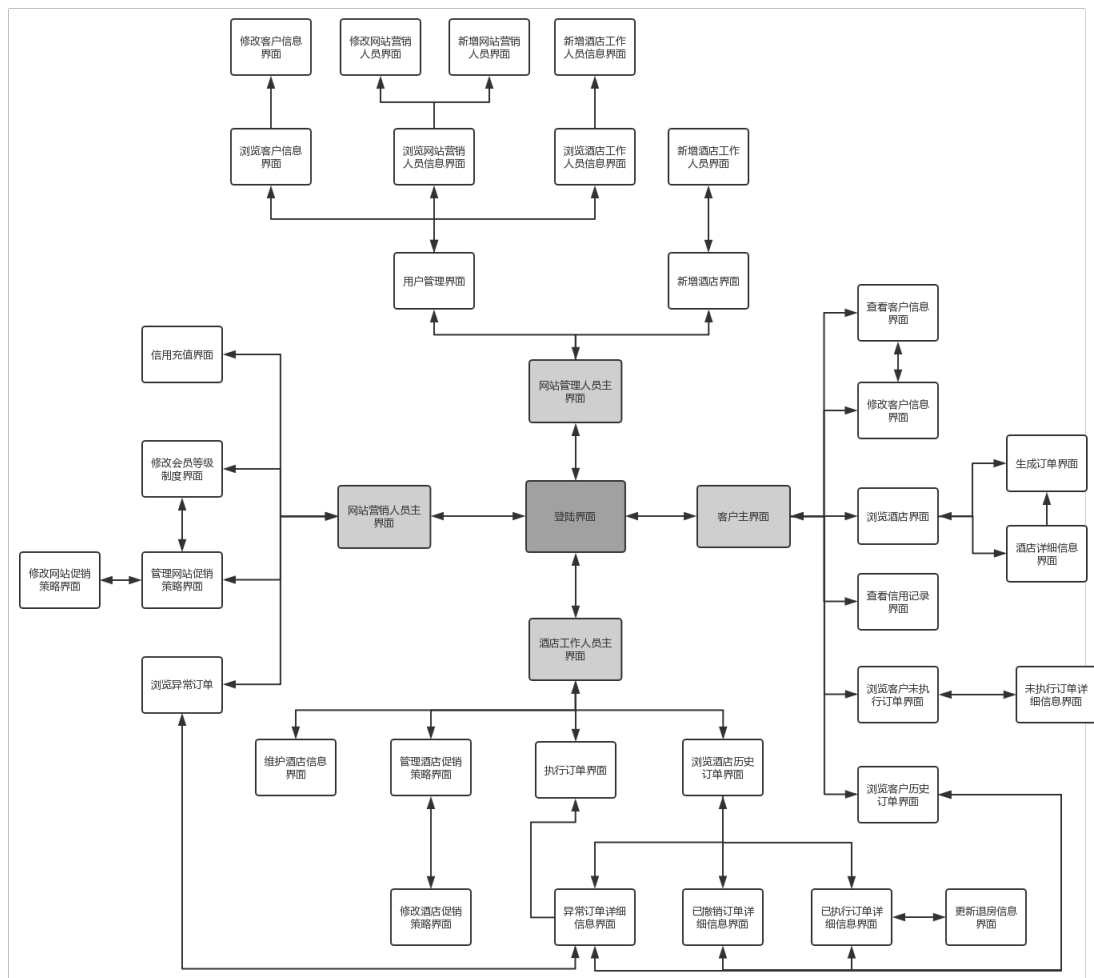 修改客户信息
界面
修改网站营销
人员界面
新增网站营销
人员界面
新增酒店工作
人员信息界面
浏览客户信息
界面
浏览网站营销
人员信息界面
浏览酒店工作
人员信息界面
新增酒店工作
人员界面
用户管理界面
新增酒店界面
查看客户信息
界面
信用充值界面
网站管理人员主
界面
修改客户信息
界面
修改会员等级
制度界面
生成订单界面
网站营销人员主
界面
登陆界面
客户主界面
浏览酒店界面
酒店详细信息
界面
修改网站促销
策略界面
管理网站促销
策略界面
查看信用记录
界面
酒店工作人员主
界面
浏览异常订单
浏览客户未执
行订单界面
未执行订单详
细信息界面
维护酒店信息
界面
管理酒店促销
策略界面
执行订单界面
浏览酒店历史
订单界面
浏览客户历史
订单界面
修改酒店促销
策略界面
异常订单详细
信息界面
已撤销订单详
细信息界面
已执行订单详
细信息界面
更新退房信息
界面